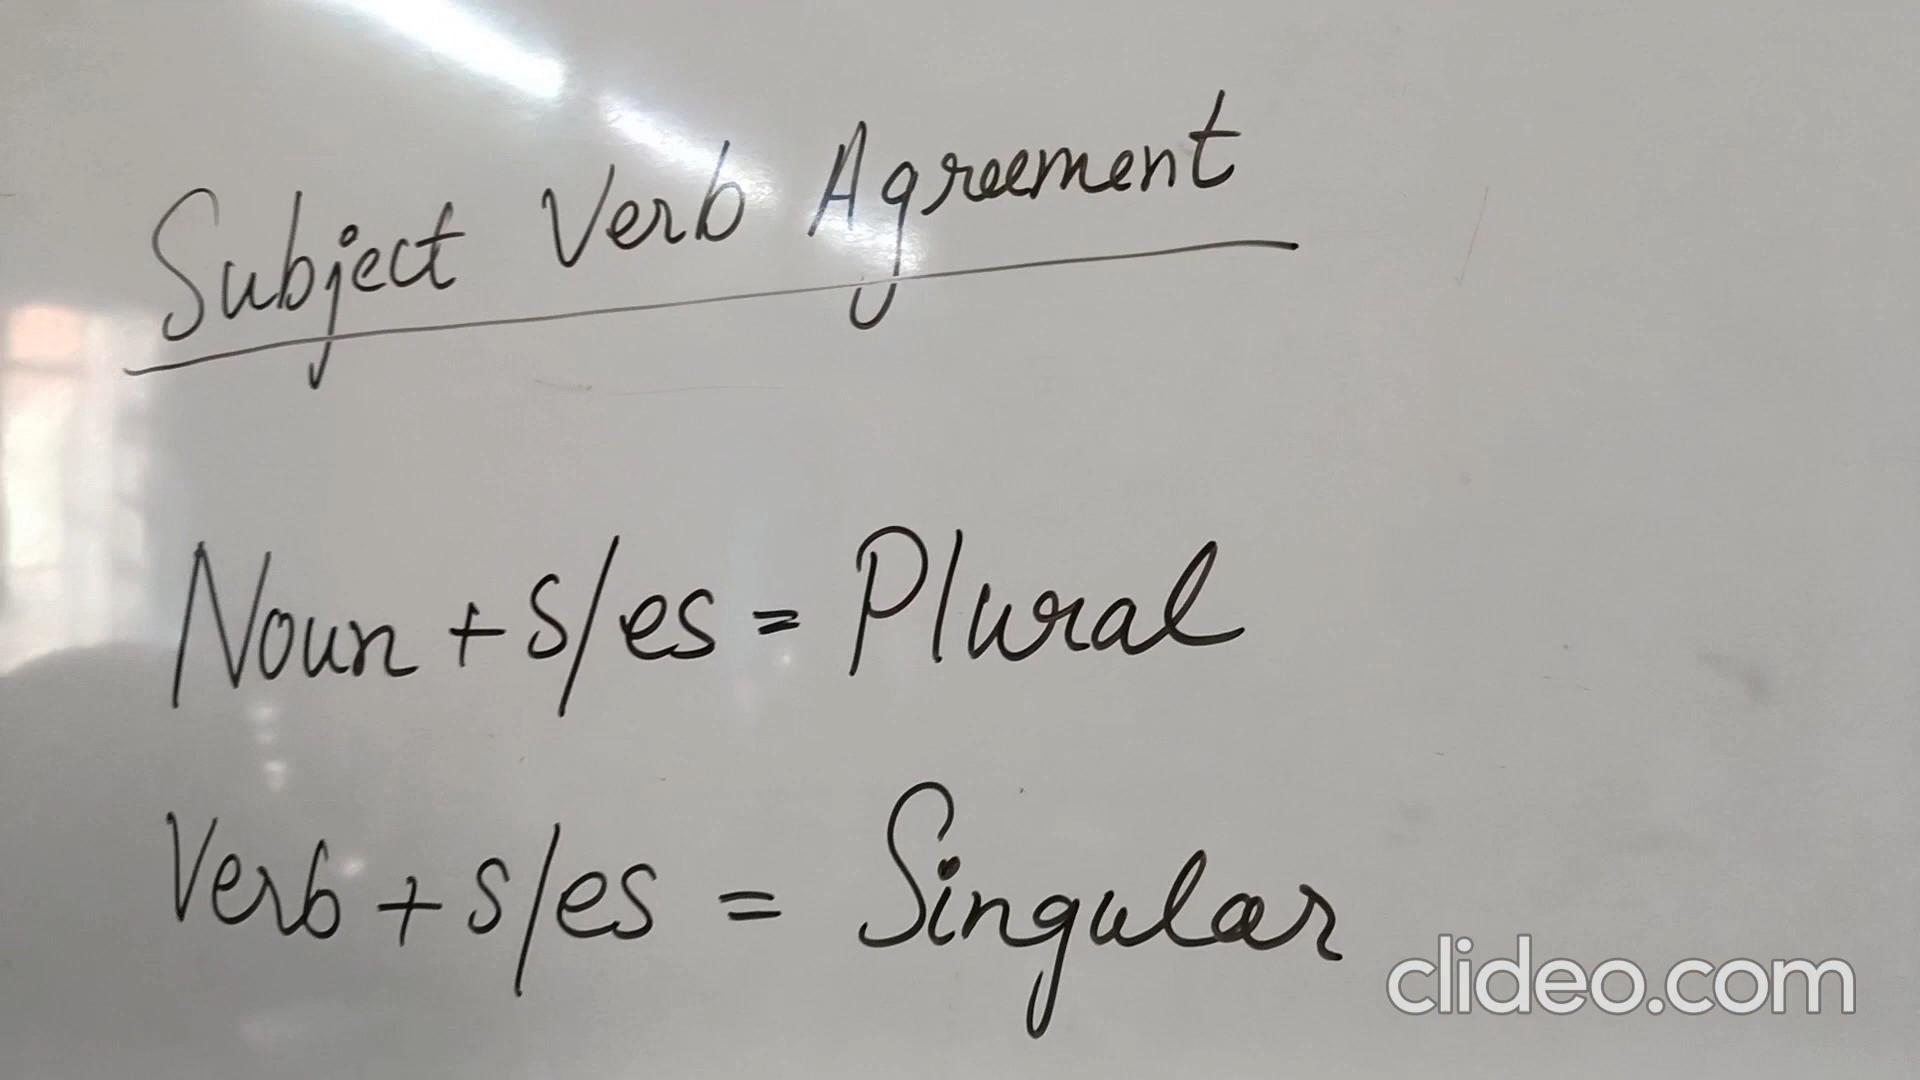 Subject Verb Agreement
Noun + s/es = Plural
Verb + s/es = Singular
clideo.com